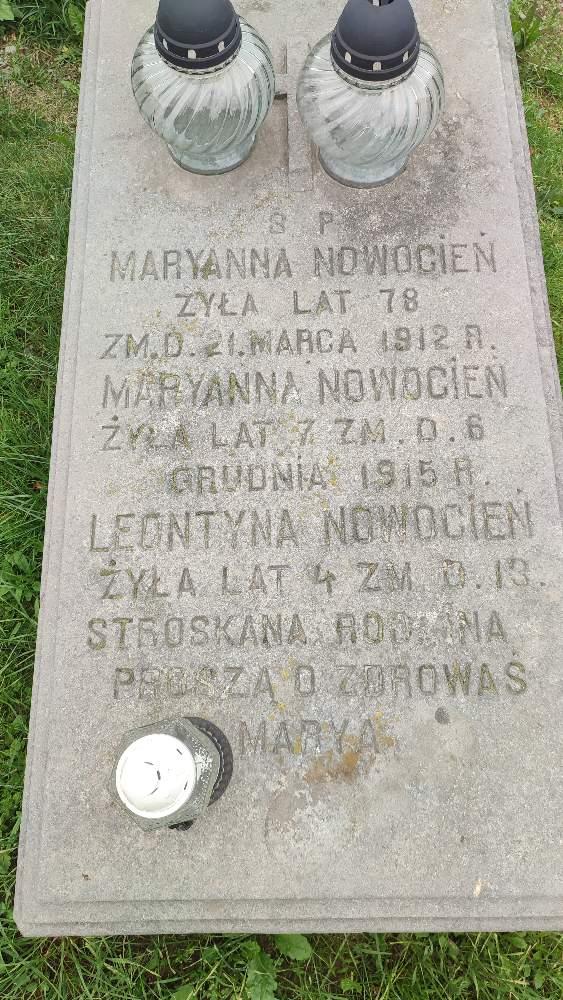 Ś P
MARYANNA NOWOCIEŃ
ŻYŁA LAT 78
ZM.D. 21. MARCA 1912 R.
MARYANNA NOWOCIEŃ
ŻYŁA LAT 7 ZM.D. 6
GRUDNIA 1915 R.
LEONTYNA NOWOCIEŃ
ŻYŁA LAT 4 ZM D. 13.
STROSKANA RODZINA
PROSZA O ZDROWAŚ
MARYA